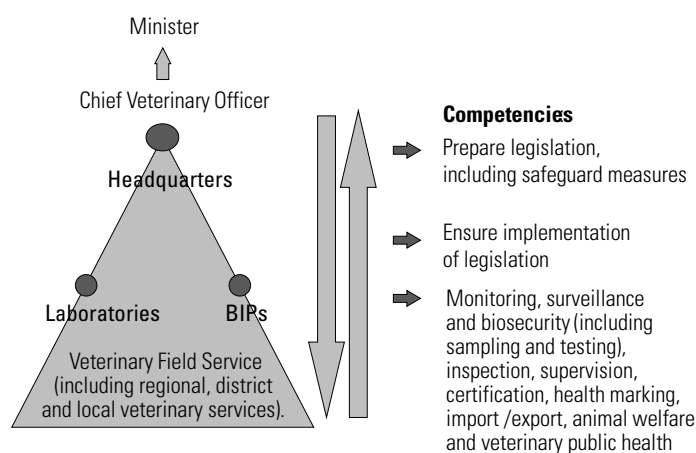 Minister
Chief Veterinary Officer
Headquarters
Laboratories
BIPs
Veterinary Field Service
(including regional, district
and local veterinary services).
Competencies
Prepare legislation,
including safeguard measures
Ensure implementation
of legislation
Monitoring, surveillance
and biosecurity (including
sampling and testing),
inspection, supervision,
certification, health marking,
import /export, animal welfare
and veterinary public health